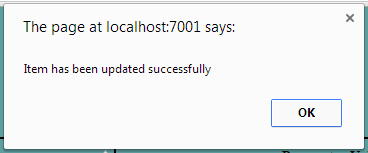 The page at localhost:7001 says:
Item has been updated successfully
OK